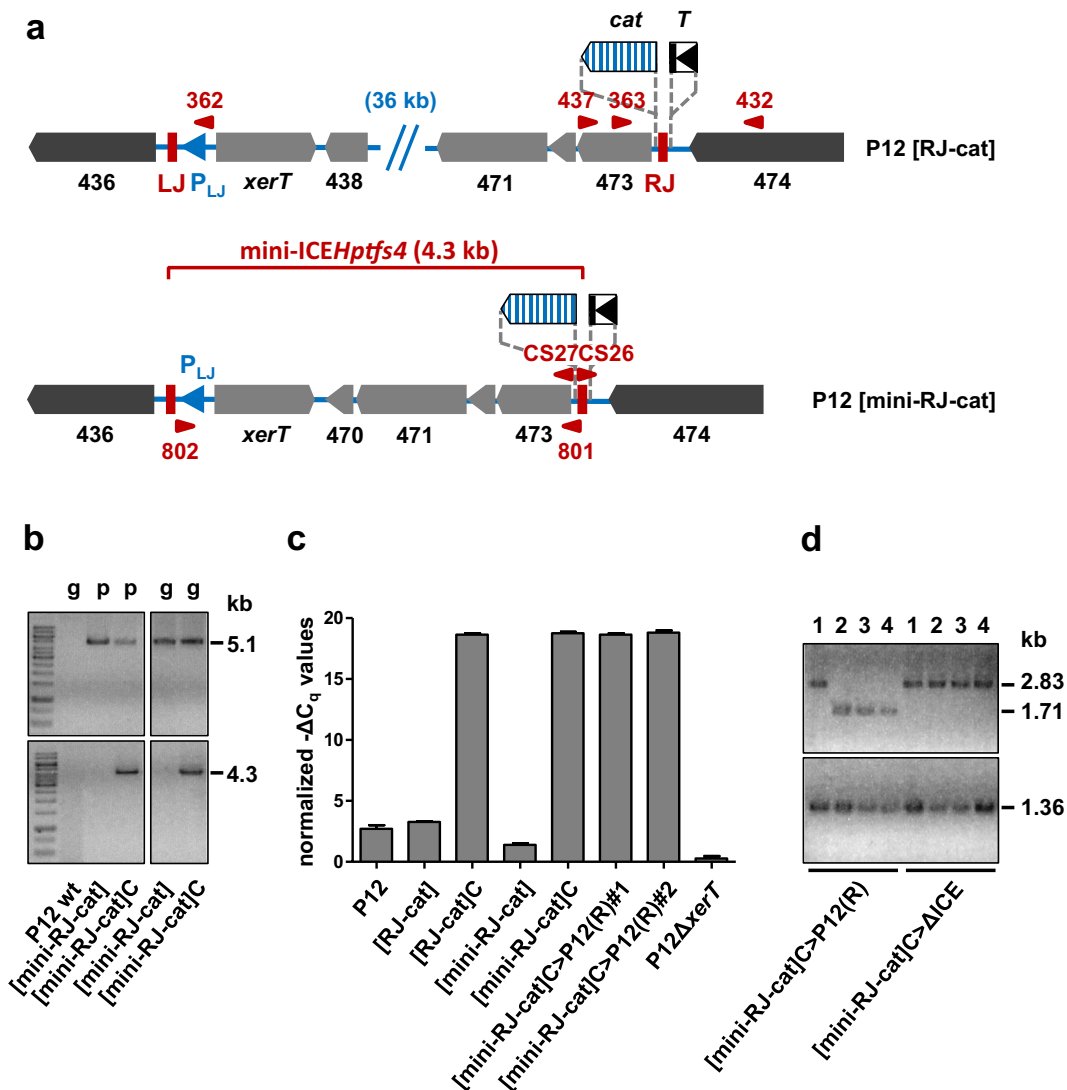 a
cat T
362 (36 kb) 437 363 432
P12 [RJ-cat]
436 LJ PLJ xerT 438 471 473 RJ 474
mini-ICEHptfs4 (4.3 kb)
PLJ CS27CS26
P12 [mini-RJ-cat]
436 802 xerT 470 471 473 801 474
b
g p p g g kb
5.1
4.3
P12 wt
[mini-RJ-cat]
[mini-RJ-cat]C
[mini-RJ-cat]
[mini-RJ-cat]C
c
normalized -ΔCq values
20
15
10
5
0
P12
[RJ-cat]
[RJ-cat]C
[mini-RJ-cat]
[mini-RJ-cat]C
[mini-RJ-cat]C>P12(R)#1
[mini-RJ-cat]C>P12(R)#2
P12ΔxerT
d
1 2 3 4 1 2 3 4 kb
2.83
1.71
1.36
[mini-RJ-cat]C>P12(R)
[mini-RJ-cat]C>ΔICE